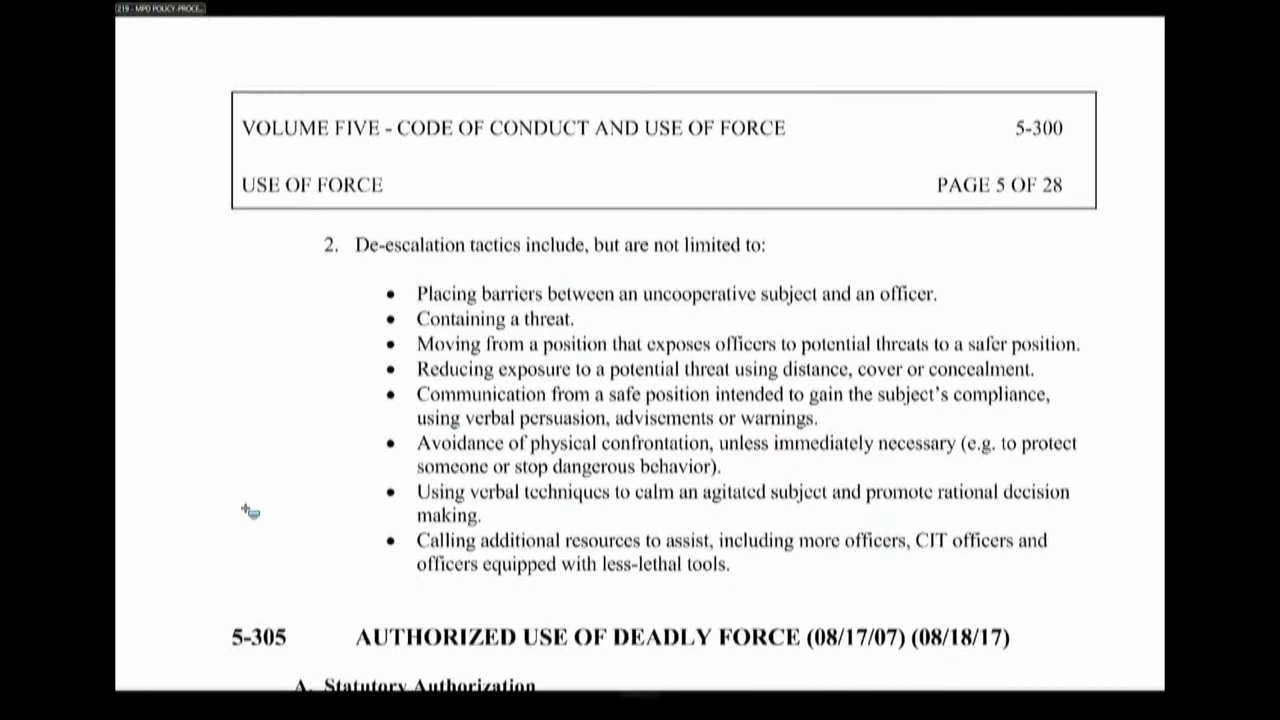 219 - MPD POLICY-PROCE...
VOLUME FIVE - CODE OF CONDUCT AND USE OF FORCE 5-300
USE OF FORCE PAGE 5 OF 28
2. De-escalation tactics include, but are not limited to:
• Placing barriers between an uncooperative subject and an officer.
• Containing a threat.
• Moving from a position that exposes officers to potential threats to a safer position.
• Reducing exposure to a potential threat using distance, cover or concealment.
• Communication from a safe position intended to gain the subject's compliance,
using verbal persuasion, advisements or warnings.
• Avoidance of physical confrontation, unless immediately necessary (e.g. to protect
someone or stop dangerous behavior).
• Using verbal techniques to calm an agitated subject and promote rational decision
making.
• Calling additional resources to assist, including more officers, CIT officers and
officers equipped with less-lethal tools.
5-305 AUTHORIZED USE OF DEADLY FORCE (08/17/07) (08/18/17)
A. Statutory Authorization